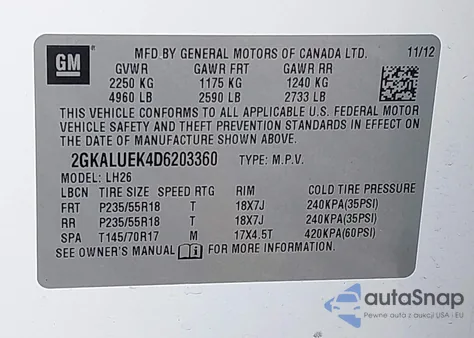 GM
MFD BY GENERAL MOTORS OF CANADA LTD. 11/12
GVWR GAWR FRT GAWR RR
2250 KG 1175 KG 1240 KG
4960 LB 2590 LB 2733 LB
THIS VEHICLE CONFORMS TO ALL APPLICABLE U.S. FEDERAL MOTOR
VEHICLE SAFETY AND THEFT PREVENTION STANDARDS IN EFFECT ON
THE DATE OF MANUFACTURE SHOWN ABOVE.
2GKALUEK4D6203360 TYPE: M.P.V.
MODEL: LH26
LBCN TIRE SIZE SPEED RTG RIM COLD TIRE PRESSURE
FRT P235/55R18 T 18X7J 240KPA(35PSI)
RR P235/55R18 T 18X7J 240KPA(35PSI)
SPA T145/70R17 M 17X4.5T 420KPA(60PSI)
SEE OWNER'S MANUAL FOR MORE INFORMATION.
autaSnap
Pewne auta z aukcji USA i EU